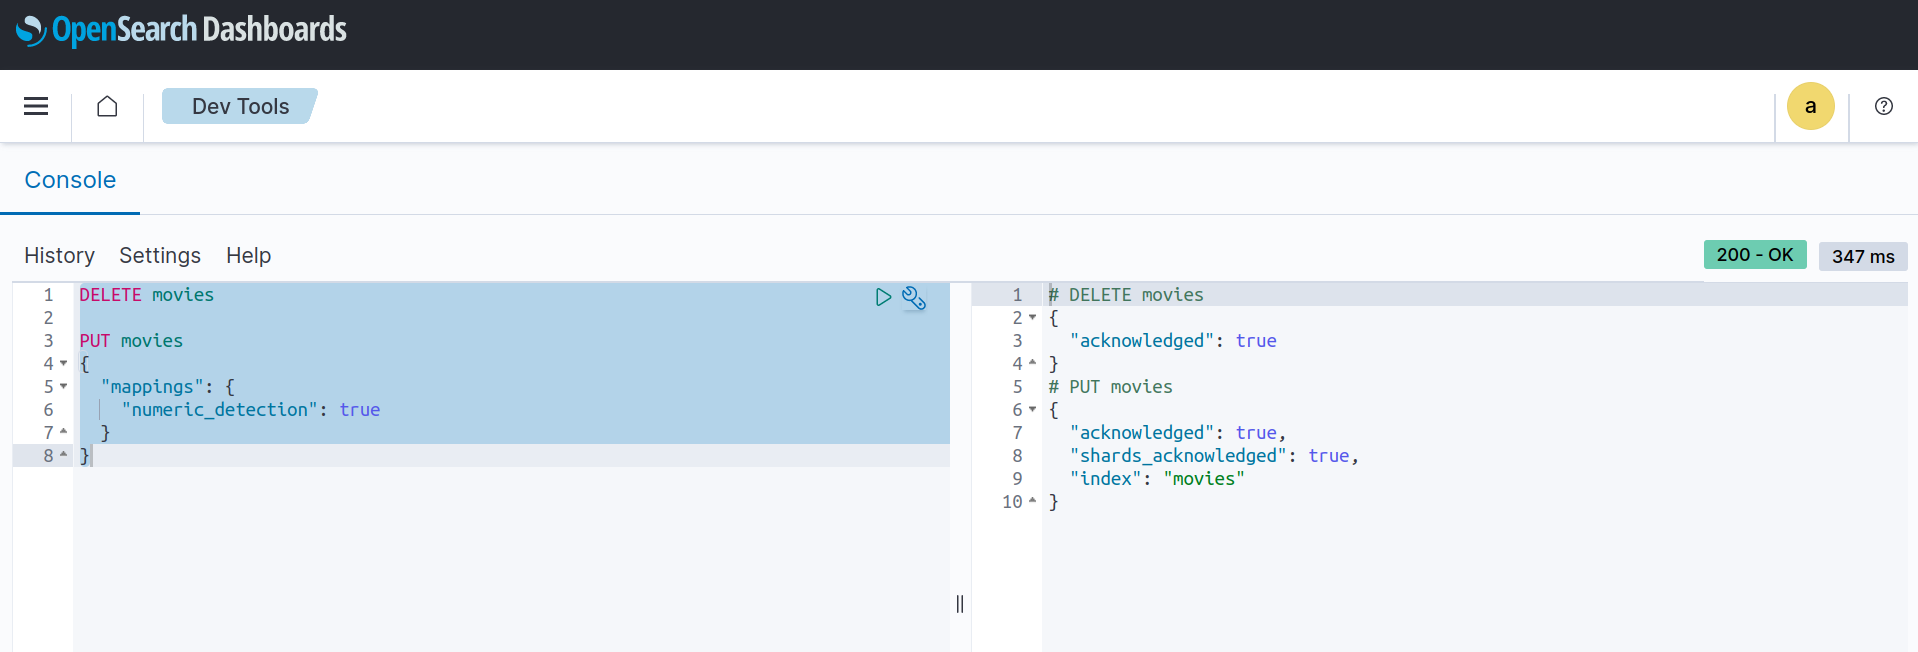 OpenSearch Dashboards
Dev Tools
a
?
Console
History Settings Help
200 - OK 347 ms
1 DELETE movies
2
3 PUT movies
4 {
5   "mappings": {
6     "numeric_detection": true
7   }
8 }
1 # DELETE movies
2 {
3   "acknowledged": true
4 }
5 # PUT movies
6 {
7   "acknowledged": true,
8   "shards_acknowledged": true,
9   "index": "movies"
10 }